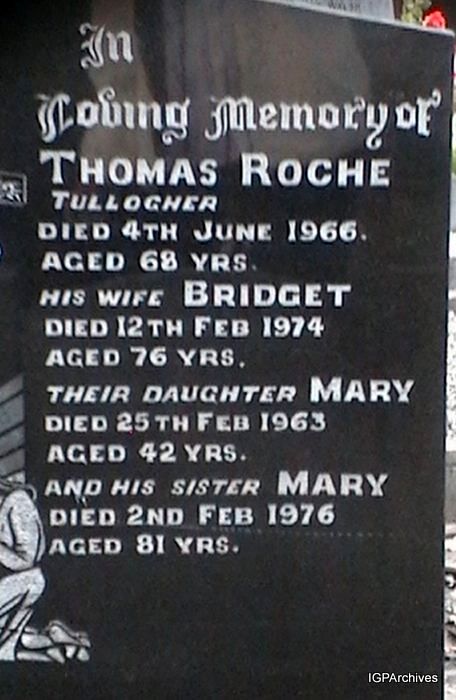 In
Loving Memory of
THOMAS ROCHE
TULLOGHER
DIED 4TH JUNE 1966.
AGED 68 YRS.
HIS WIFE BRIDGET
DIED 12TH FEB 1974
AGED 76 YRS.
THEIR DAUGHTER MARY
DIED 25TH FEB 1963
AGED 42 YRS.
AND HIS SISTER MARY
DIED 2ND FEB 1976
AGED 81 YRS.
IGPArchives